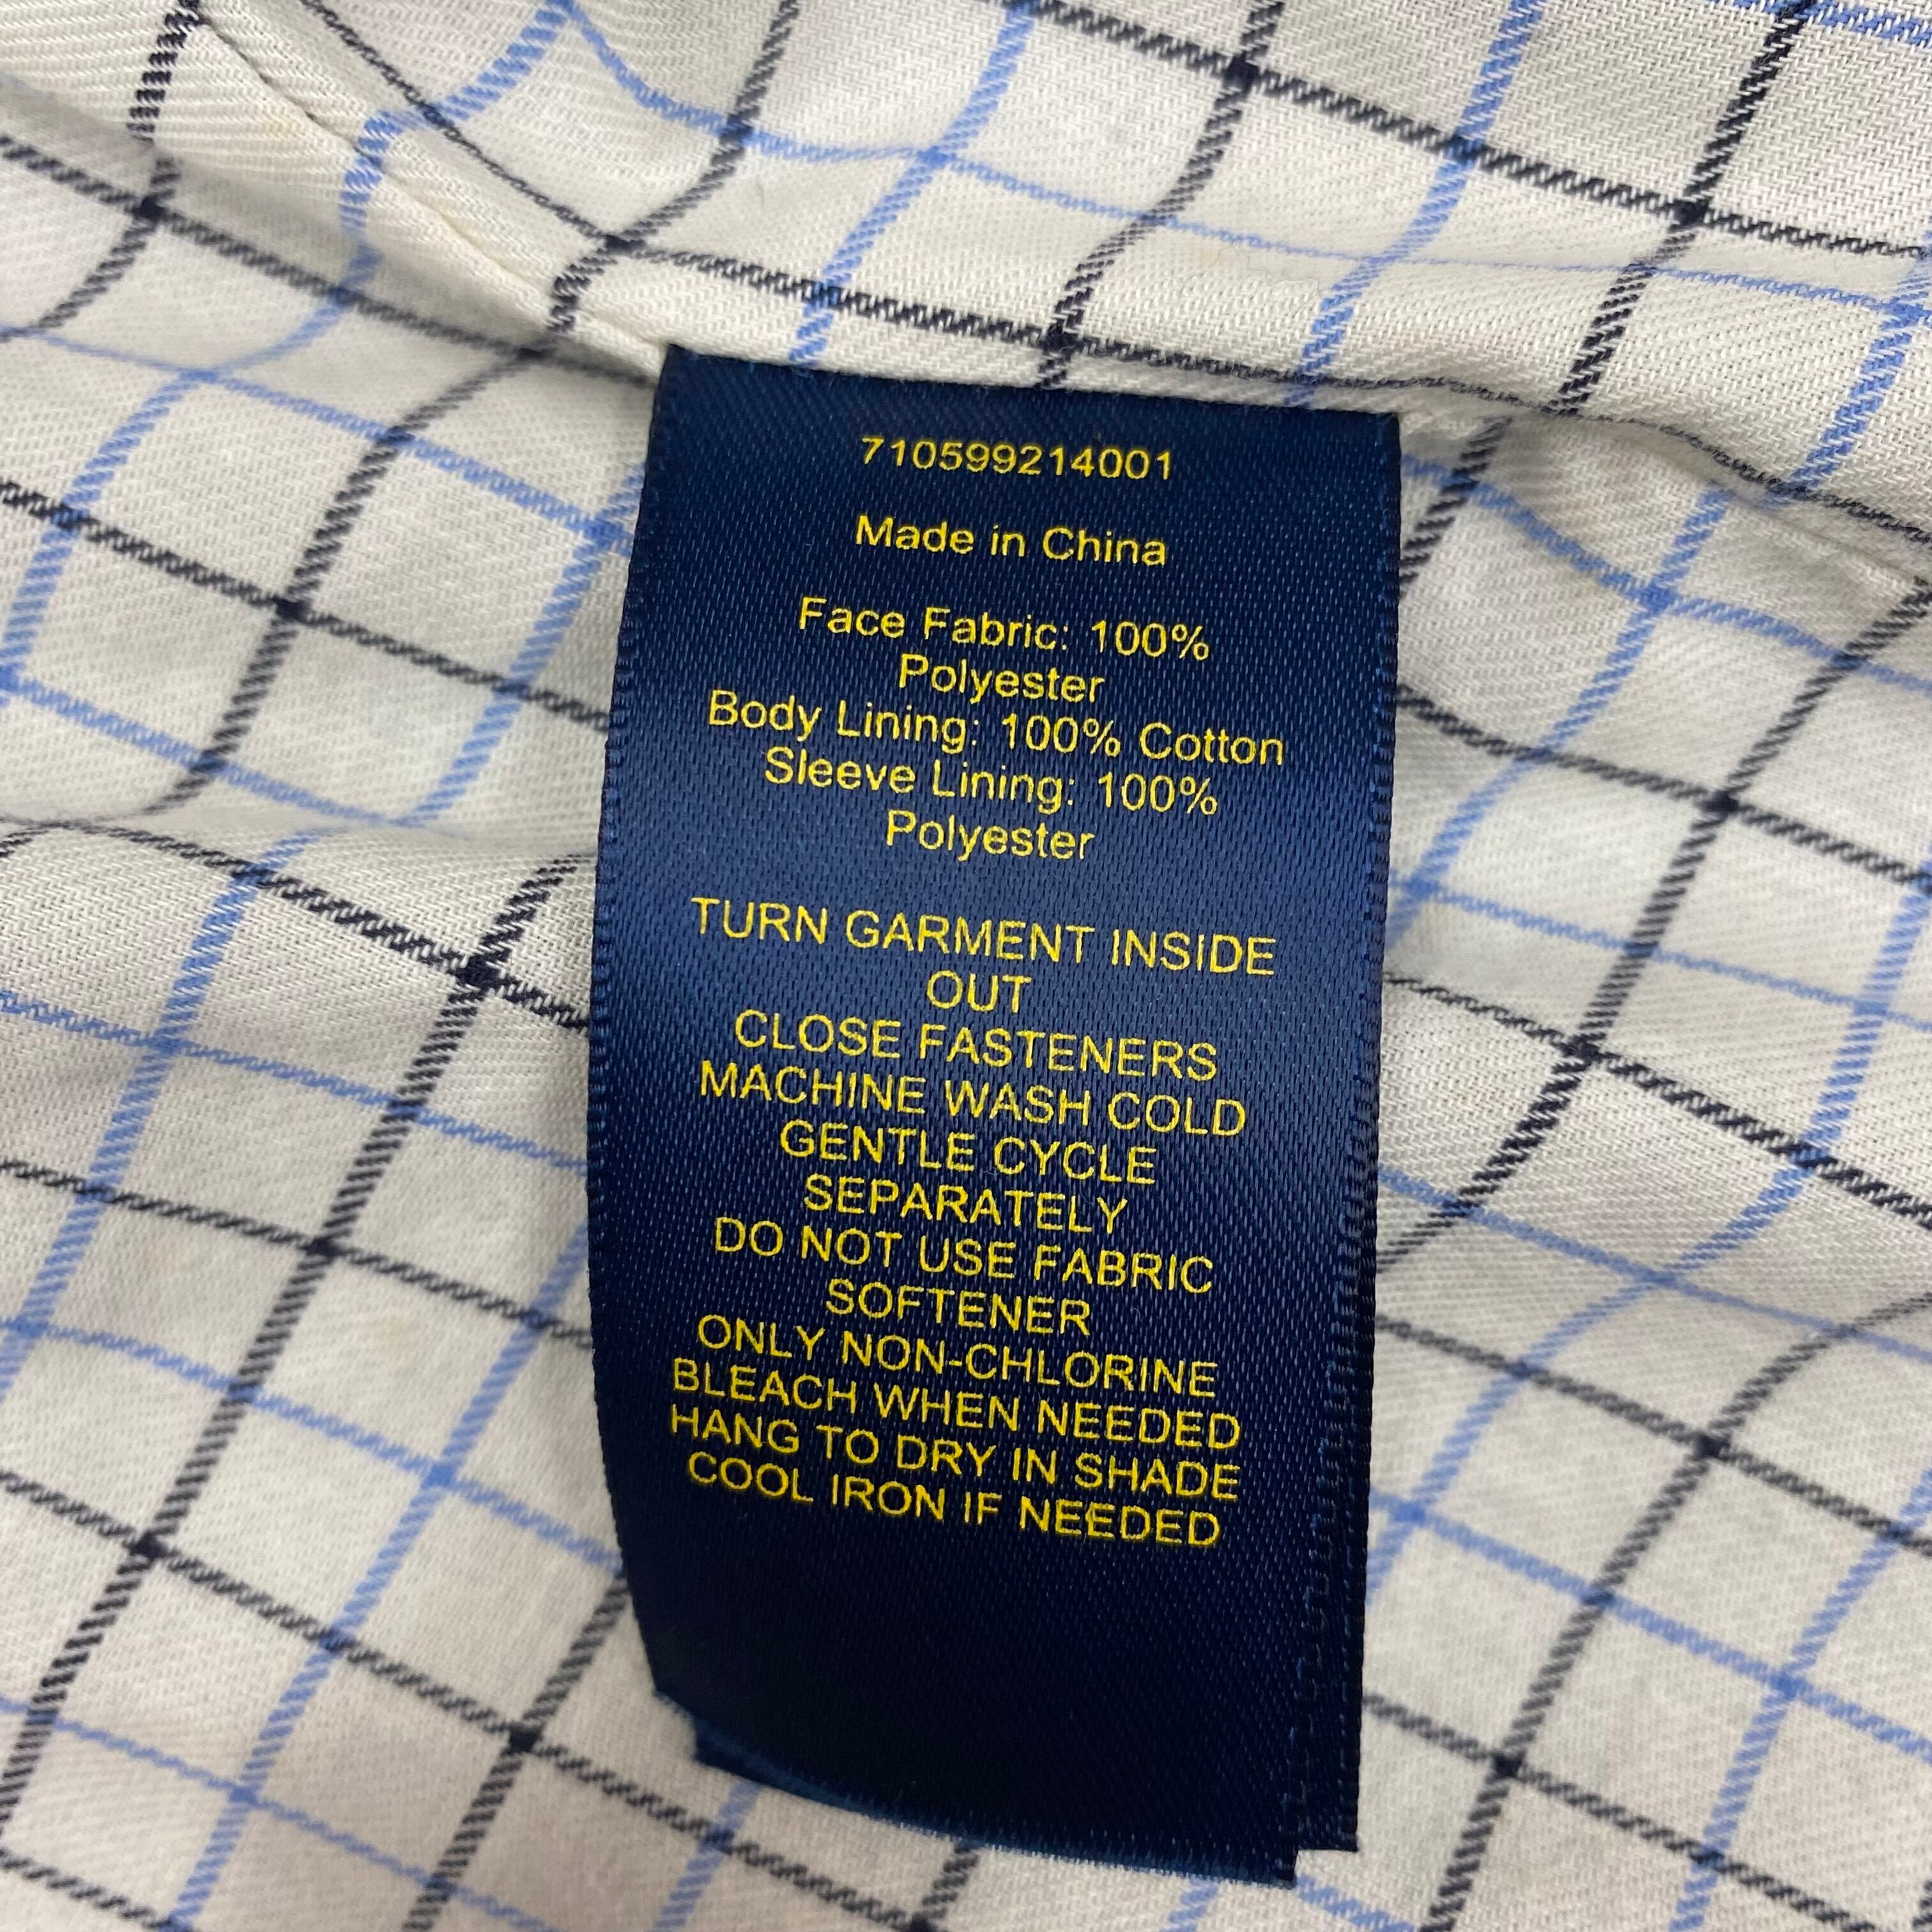 710599214001
Made in China
Face Fabric: 100%
Polyester
Body Lining: 100% Cotton
Sleeve Lining: 100%
Polyester
TURN GARMENT INSIDE
OUT
CLOSE FASTENERS
MACHINE WASH COLD
GENTLE CYCLE
SEPARATELY
DO NOT USE FABRIC
SOFTENER
ONLY NON-CHLORINE
BLEACH WHEN NEEDED
HANG TO DRY IN SHADE
COOL IRON IF NEEDED